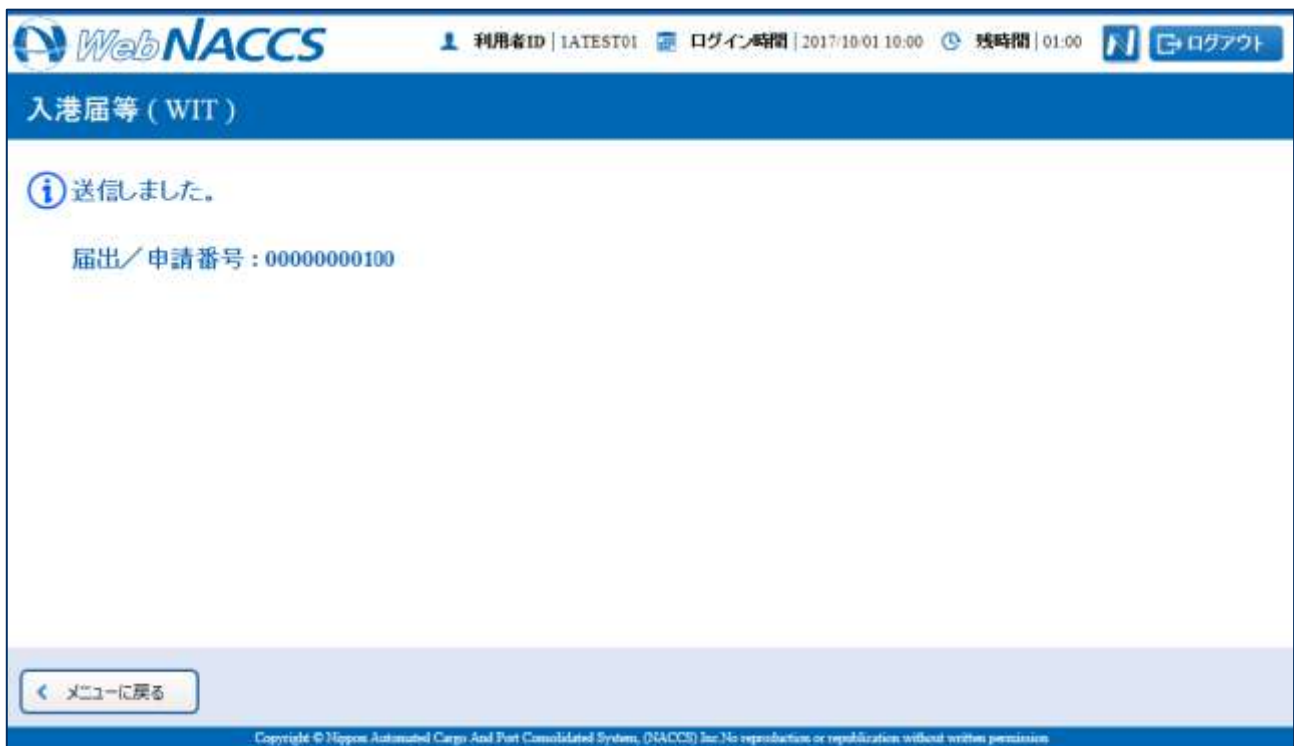 WebNACCS 利用者ID | 1ATEST01 ログイン時間 | 2017/10/01 10:00 残時間 | 01:00 N ログアウト
入港届等 ( WIT )
i 送信しました。
届出／申請番号 : 00000000100
メニューに戻る
Copyright © Nippon Automated Cargo And Port Consolidated System, (NACCS) Inc.No reproduction or republication without written permission